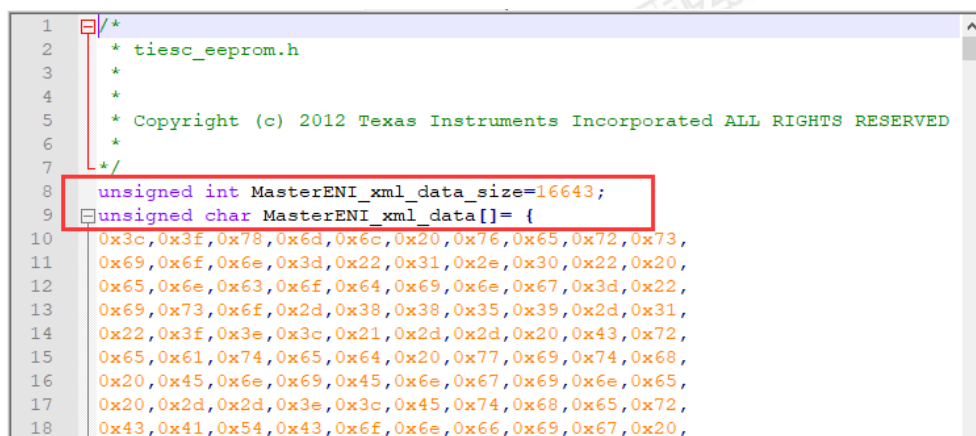 1 /*
2 * tiesc_eeprom.h
3 *
4 *
5 * Copyright (c) 2012 Texas Instruments Incorporated ALL RIGHTS RESERVED
6 *
7 */
8 unsigned int MasterENI_xml_data_size=16643;
9 unsigned char MasterENI_xml_data[]= {
10 0x3c,0x3f,0x78,0x6d,0x6c,0x20,0x76,0x65,0x72,0x73,
11 0x69,0x6f,0x6e,0x3d,0x22,0x31,0x2e,0x30,0x22,0x20,
12 0x65,0x6e,0x63,0x6f,0x64,0x69,0x6e,0x67,0x3d,0x22,
13 0x69,0x73,0x6f,0x2d,0x38,0x38,0x35,0x39,0x2d,0x31,
14 0x22,0x3f,0x3e,0x3c,0x21,0x2d,0x2d,0x20,0x43,0x72,
15 0x65,0x61,0x74,0x65,0x64,0x20,0x77,0x69,0x74,0x68,
16 0x20,0x45,0x6e,0x69,0x45,0x6e,0x67,0x69,0x6e,0x65,
17 0x20,0x2d,0x2d,0x3e,0x3c,0x45,0x74,0x68,0x65,0x72,
18 0x43,0x41,0x54,0x43,0x6f,0x6e,0x66,0x69,0x67,0x20,